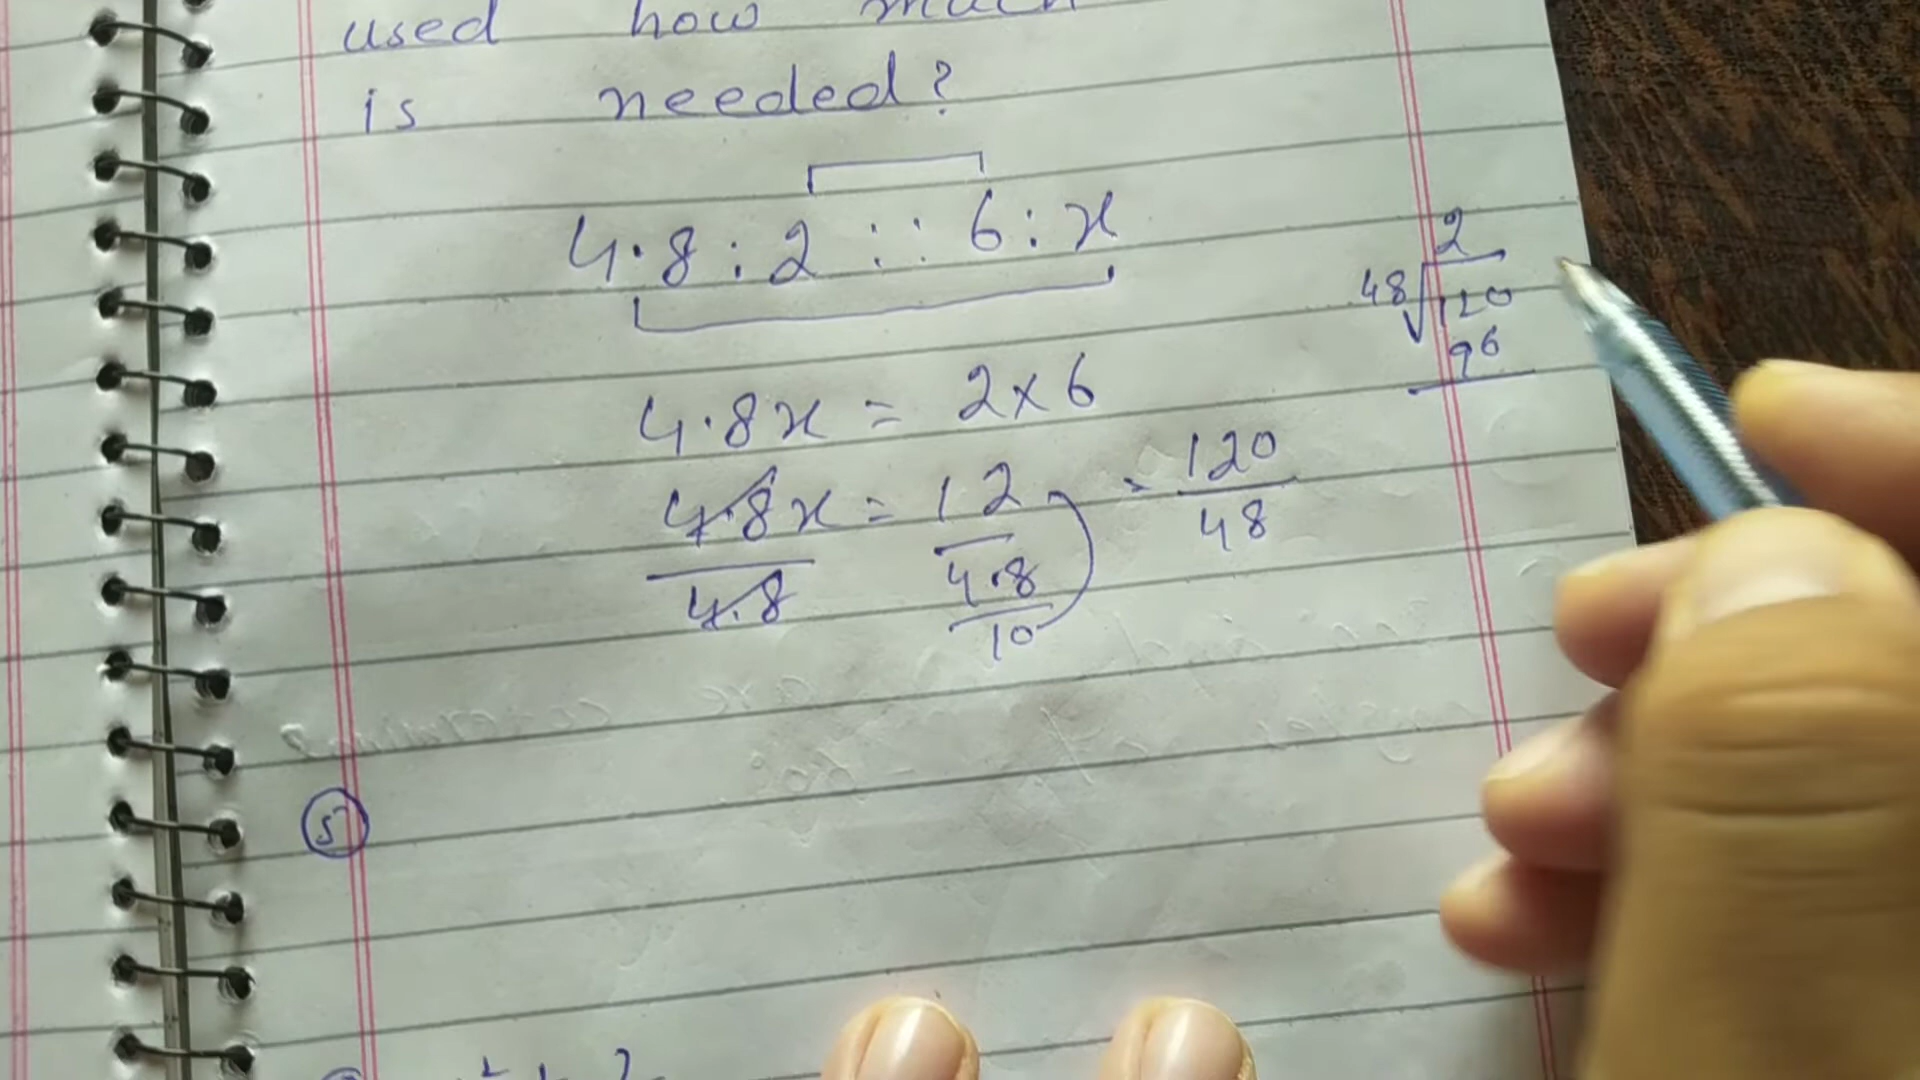 used how much
is needed?
4.8 : 2 :: 6 : x
4.8x = 2×6
4.8x = 12 = 120
4.8 4.8 48
10
2
48 120
96
5